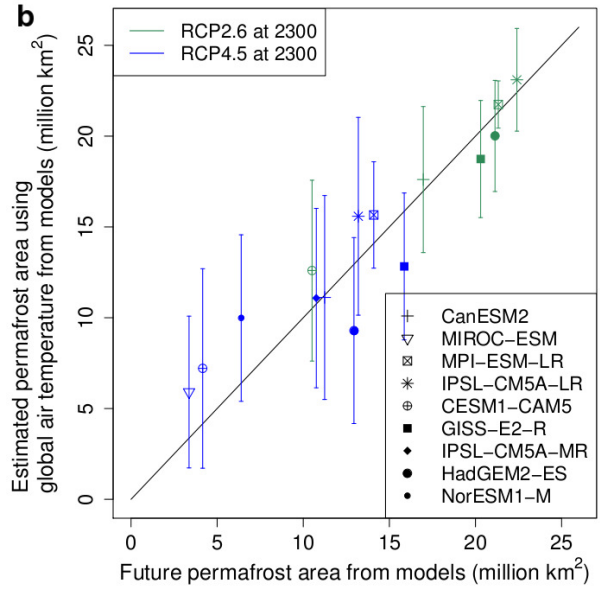 b
RCP2.6 at 2300
RCP4.5 at 2300
Estimated permafrost area using
global air temperature from models (million km²)
25
20
15
10
5
0
CanESM2
MIROC−ESM
MPI−ESM−LR
IPSL−CM5A−LR
CESM1−CAM5
GISS−E2−R
IPSL−CM5A−MR
HadGEM2−ES
NorESM1−M
0 5 10 15 20 25
Future permafrost area from models (million km²)